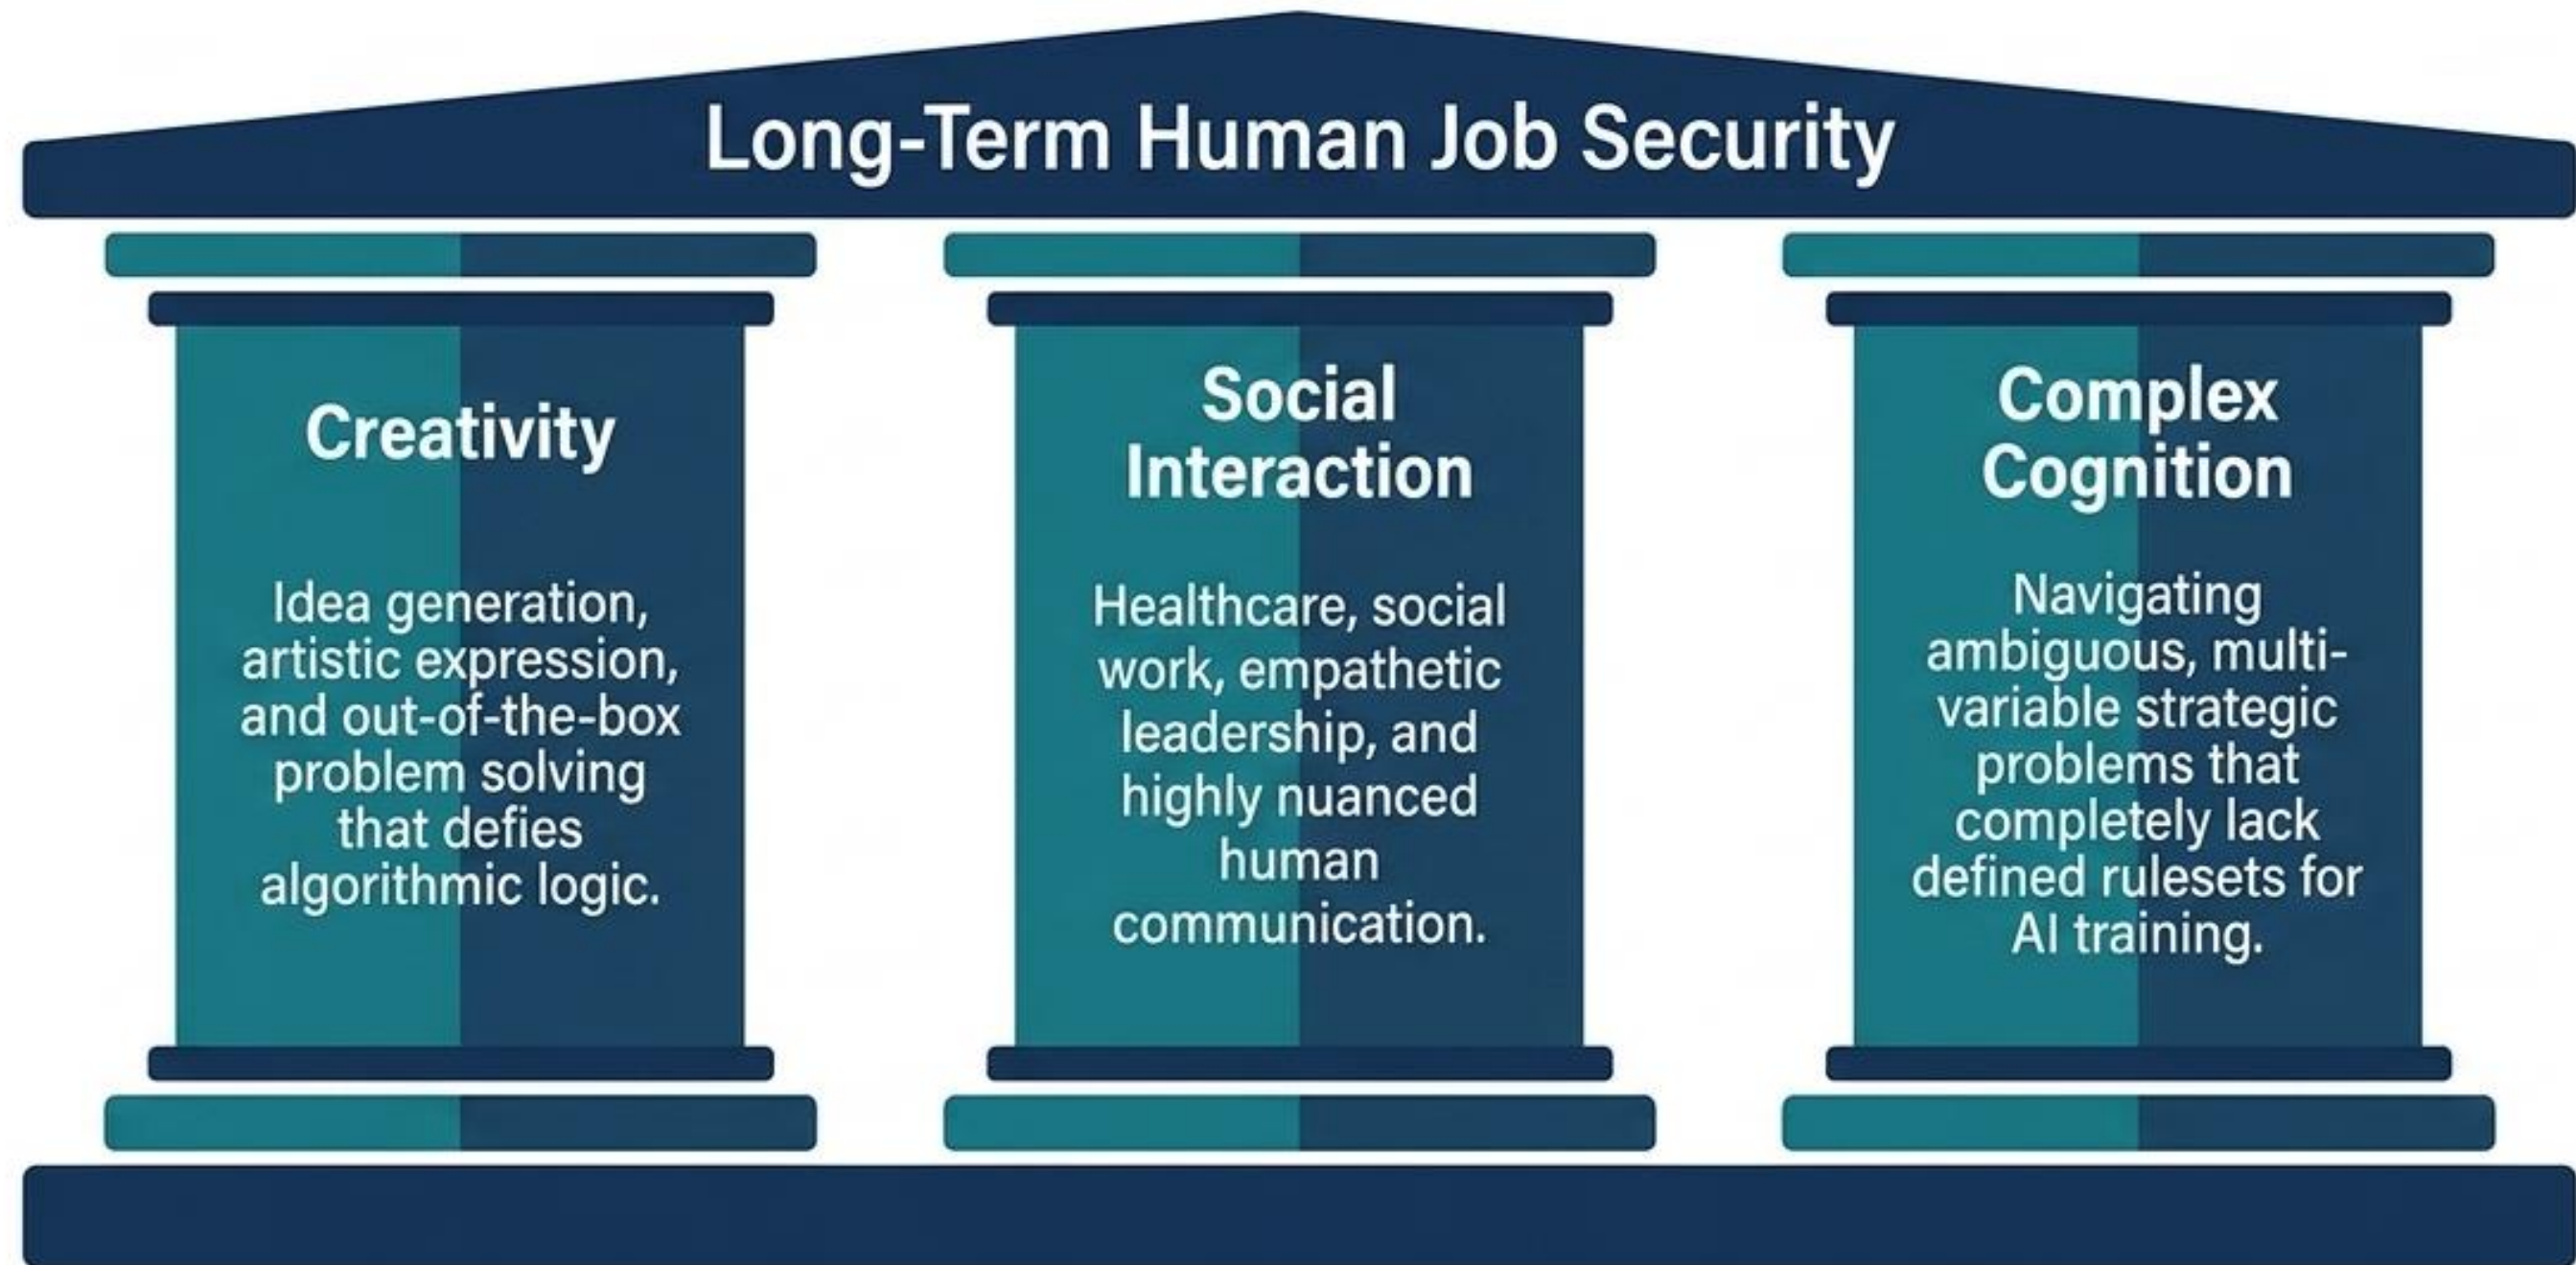 Long-Term Human Job Security
Creativity
Idea generation,
artistic expression,
and out-of-the-box
problem solving
that defies
algorithmic logic.
Social
Interaction
Healthcare, social
work, empathetic
leadership, and
highly nuanced
human
communication.
Complex
Cognition
Navigating
ambiguous, multi-
variable strategic
problems that
completely lack
defined rulesets for
AI training.